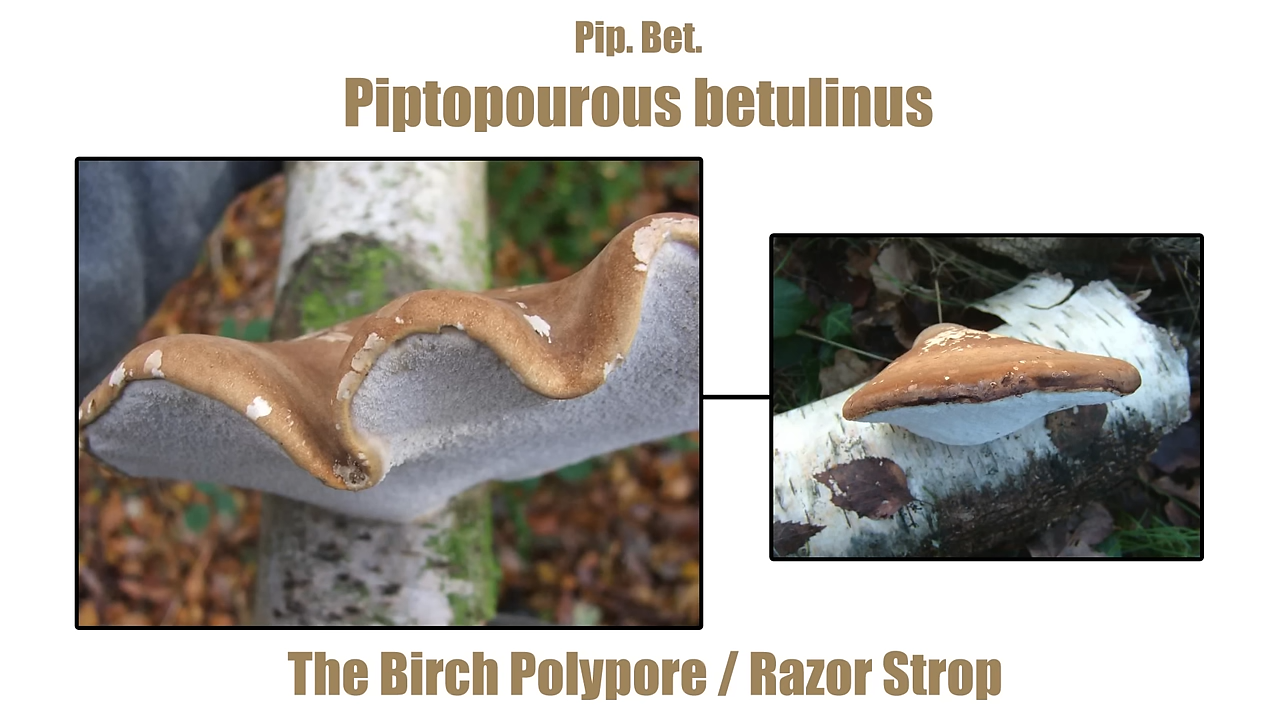 Pip. Bet.
Piptopourous betulinus
The Birch Polypore / Razor Strop